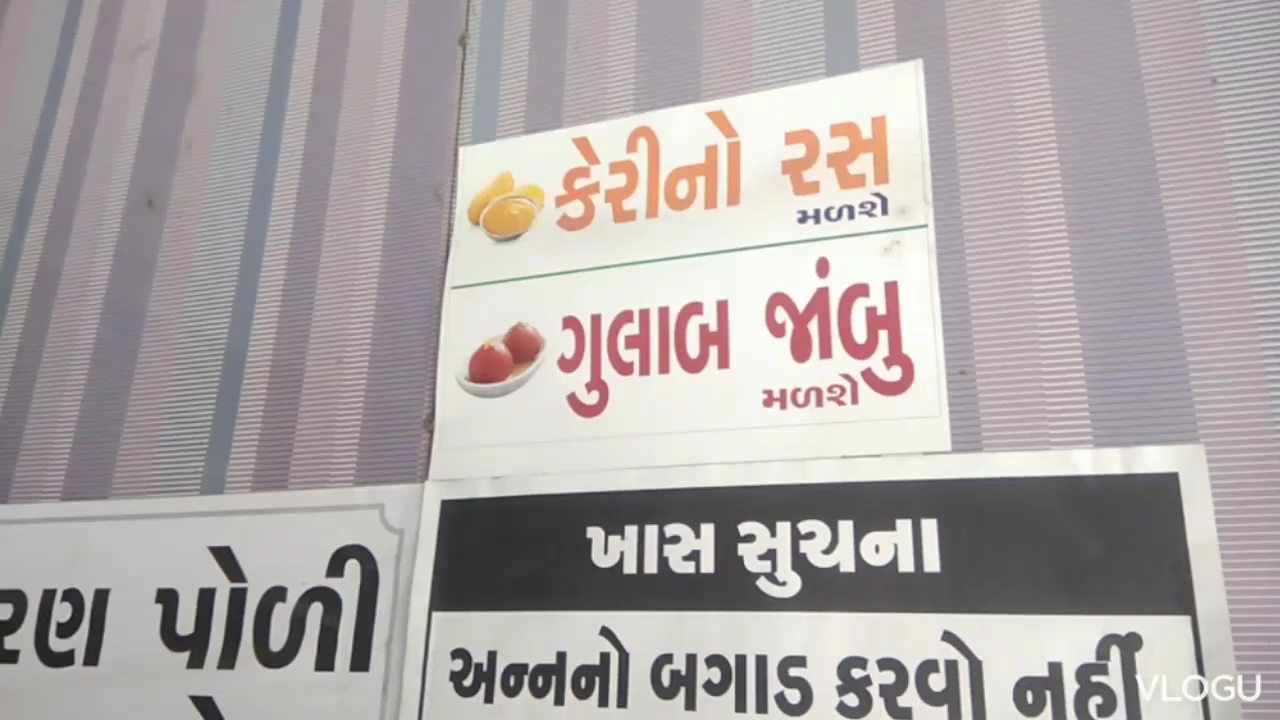 કેરીનો રસ
મળશે
ગુલાબ જાંબુ
મળશે
ખાસ સુચના
અન્નનો બગાડ કરવો નહીં
પોળી
VLOGU